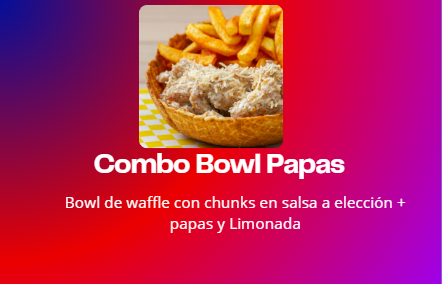 Combo Bowl Papas
Bowl de waffle con chunks en salsa a elección +
papas y Limonada